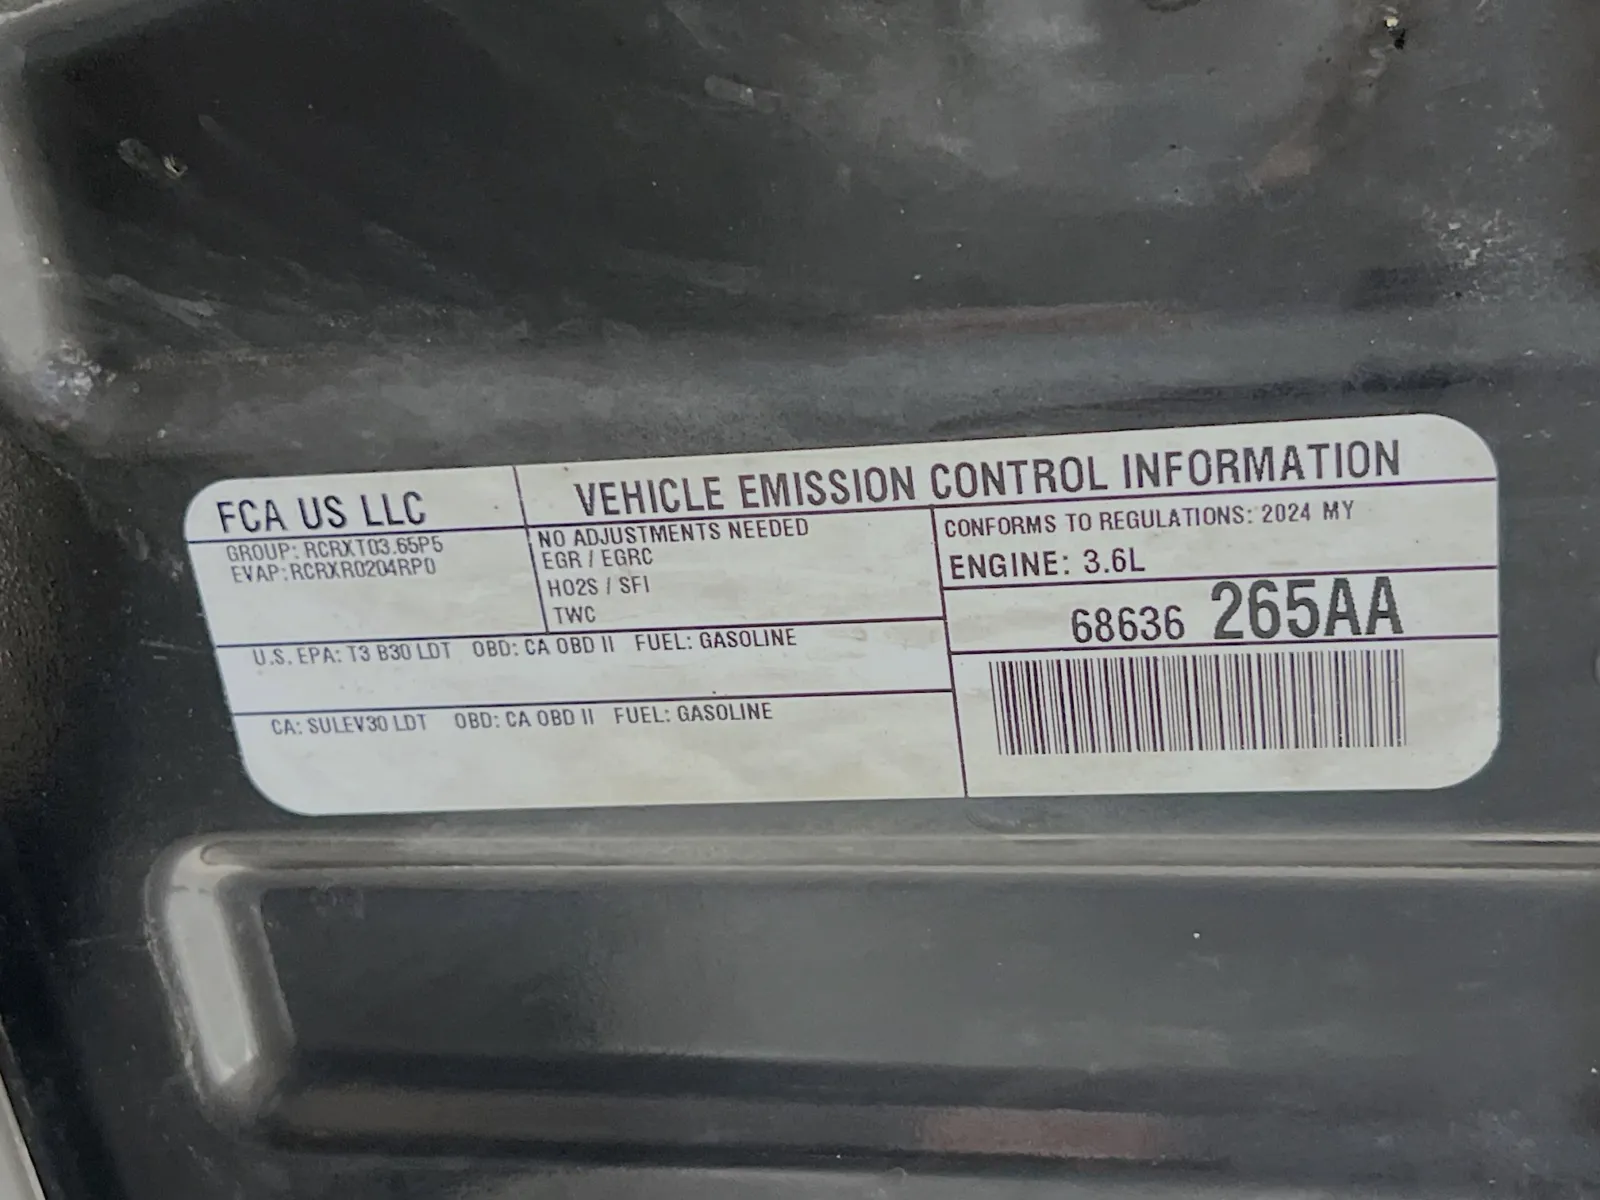 FCA US LLC
VEHICLE EMISSION CONTROL INFORMATION
GROUP: RCRXT03.65P5
EVAP:RCRXR0204RP0
NO ADJUSTMENTS NEEDED
EGR / EGRC
HO2S / SFI
TWC
CONFORMS TO REGULATIONS: 2024 MY
ENGINE: 3.6L
68636 265AA
U.S. EPA: T3 B30 LDT OBD: CA OBD II FUEL: GASOLINE
CA: SULEV30 LDT OBD: CA OBD II FUEL: GASOLINE